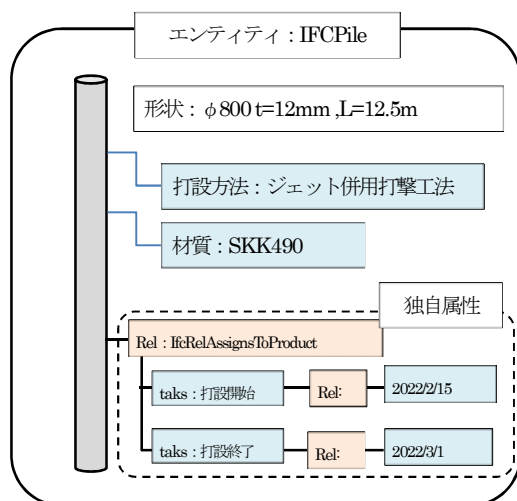 エンティティ：IFCPile
形状：φ800 t=12mm ,L=12.5m
打設方法：ジェット併用打撃工法
材質：SKK490
独自属性
Rel：IfcRelAssignsToProduct
taks：打設開始 Rel: 2022/2/15
taks：打設終了 Rel: 2022/3/1